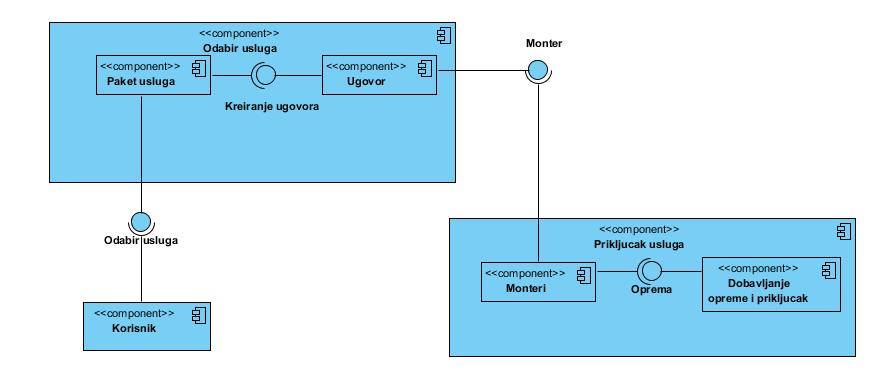 <<component>>
Odabir usluga
<<component>>
Paket usluga
<<component>>
Ugovor
Kreiranje ugovora
Monter
Odabir usluga
<<component>>
Korisnik
<<component>>
Prikljucak usluga
<<component>>
Monteri
Oprema
<<component>>
Dobavljanje
opreme i prikljucak